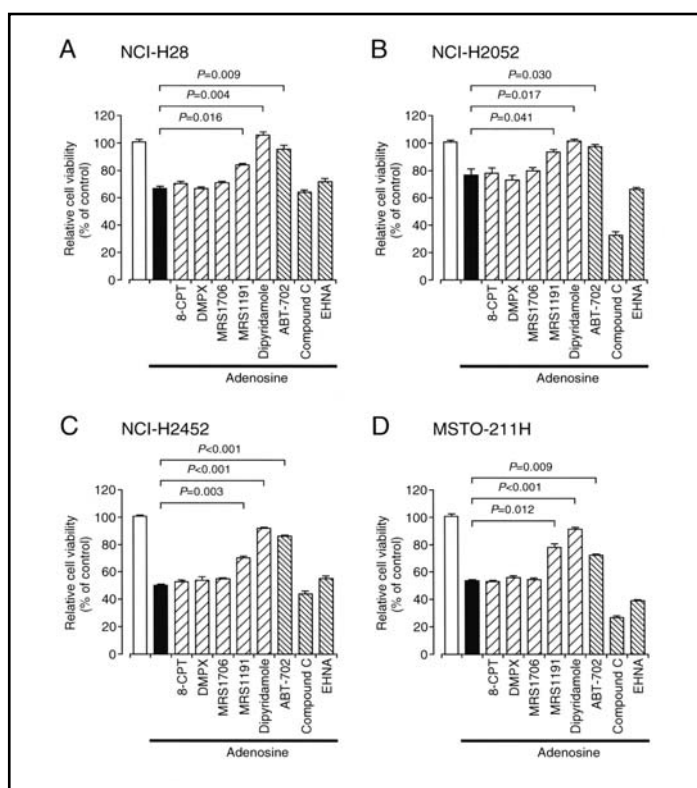 A NCI-H28
P=0.009
P=0.004
P=0.016
Relative cell viability
(% of control)
120
100
80
60
40
20
0
8-CPT
DMPX
MRS1706
MRS1191
Dipyridamole
ABT-702
Compound C
EHNA
Adenosine
B NCI-H2052
P=0.030
P=0.017
P=0.041
Relative cell viability
(% of control)
120
100
80
60
40
20
0
8-CPT
DMPX
MRS1706
MRS1191
Dipyridamole
ABT-702
Compound C
EHNA
Adenosine
C NCI-H2452
P<0.001
P<0.001
P=0.003
Relative cell viability
(% of control)
120
100
80
60
40
20
0
8-CPT
DMPX
MRS1706
MRS1191
Dipyridamole
ABT-702
Compound C
EHNA
Adenosine
D MSTO-211H
P=0.009
P<0.001
P=0.012
Relative cell viability
(% of control)
120
100
80
60
40
20
0
8-CPT
DMPX
MRS1706
MRS1191
Dipyridamole
ABT-702
Compound C
EHNA
Adenosine